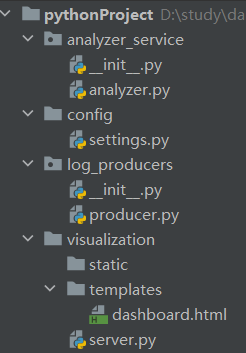 pythonProject D:\study\da
analyzer_service
__init__.py
analyzer.py
config
settings.py
log_producers
__init__.py
producer.py
visualization
static
templates
dashboard.html
server.py